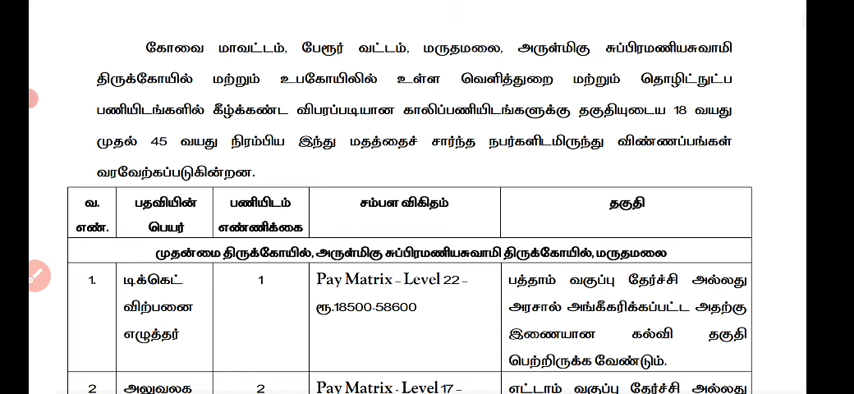 கோவை மாவட்டம், பேரூர் வட்டம், மருதமலை, அருள்மிகு சுப்பிரமணியசுவாமி
திருக்கோயில் மற்றும் உபகோயிலில் உள்ள வெளித்துறை மற்றும் தொழிட்நுட்ப
பணியிடங்களில் கீழ்க்கண்ட விபரப்படியான காலிப்பணியிடங்களுக்கு தகுதியுடைய 18 வயது
முதல் 45 வயது நிரம்பிய இந்து மதத்தைச் சார்ந்த நபர்களிடமிருந்து விண்ணப்பங்கள்
வரவேற்கப்படுகின்றன.
வ. எண். பதவியின் பெயர் பணியிடம் எண்ணிக்கை சம்பள விகிதம் தகுதி
முதன்மை திருக்கோயில், அருள்மிகு சுப்பிரமணியசுவாமி திருக்கோயில், மருதமலை
1. டிக்கெட் 1 Pay Matrix – Level 22 – பத்தாம் வகுப்பு தேர்ச்சி அல்லது
விற்பனை ரூ.18500-58600 அரசால் அங்கீகரிக்கப்பட்ட அதற்கு
எழுத்தர் இணையான கல்வி தகுதி
பெற்றிருக்க வேண்டும்.
2 அலுவலக 2 Pay Matrix - Level 17 – எட்டாம் வகுப்பு தேர்ச்சி அல்லது